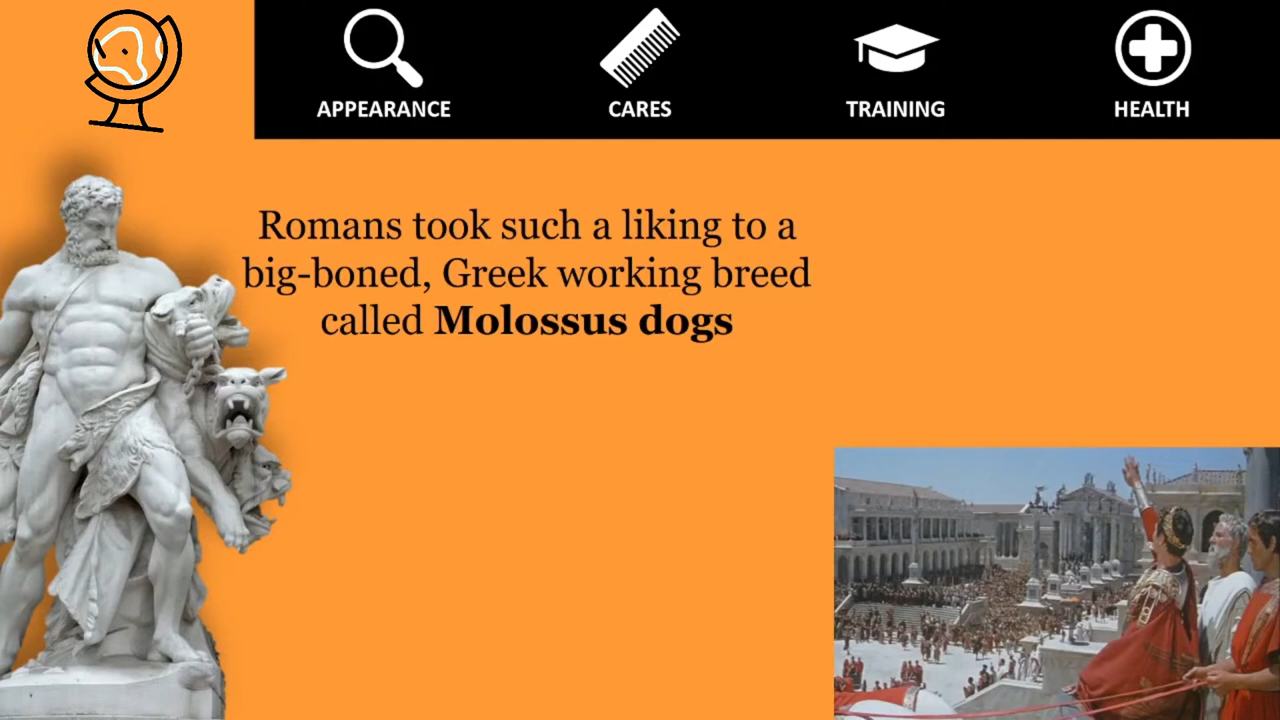 APPEARANCE
CARES
TRAINING
HEALTH
Romans took such a liking to a
big-boned, Greek working breed
called Molossus dogs